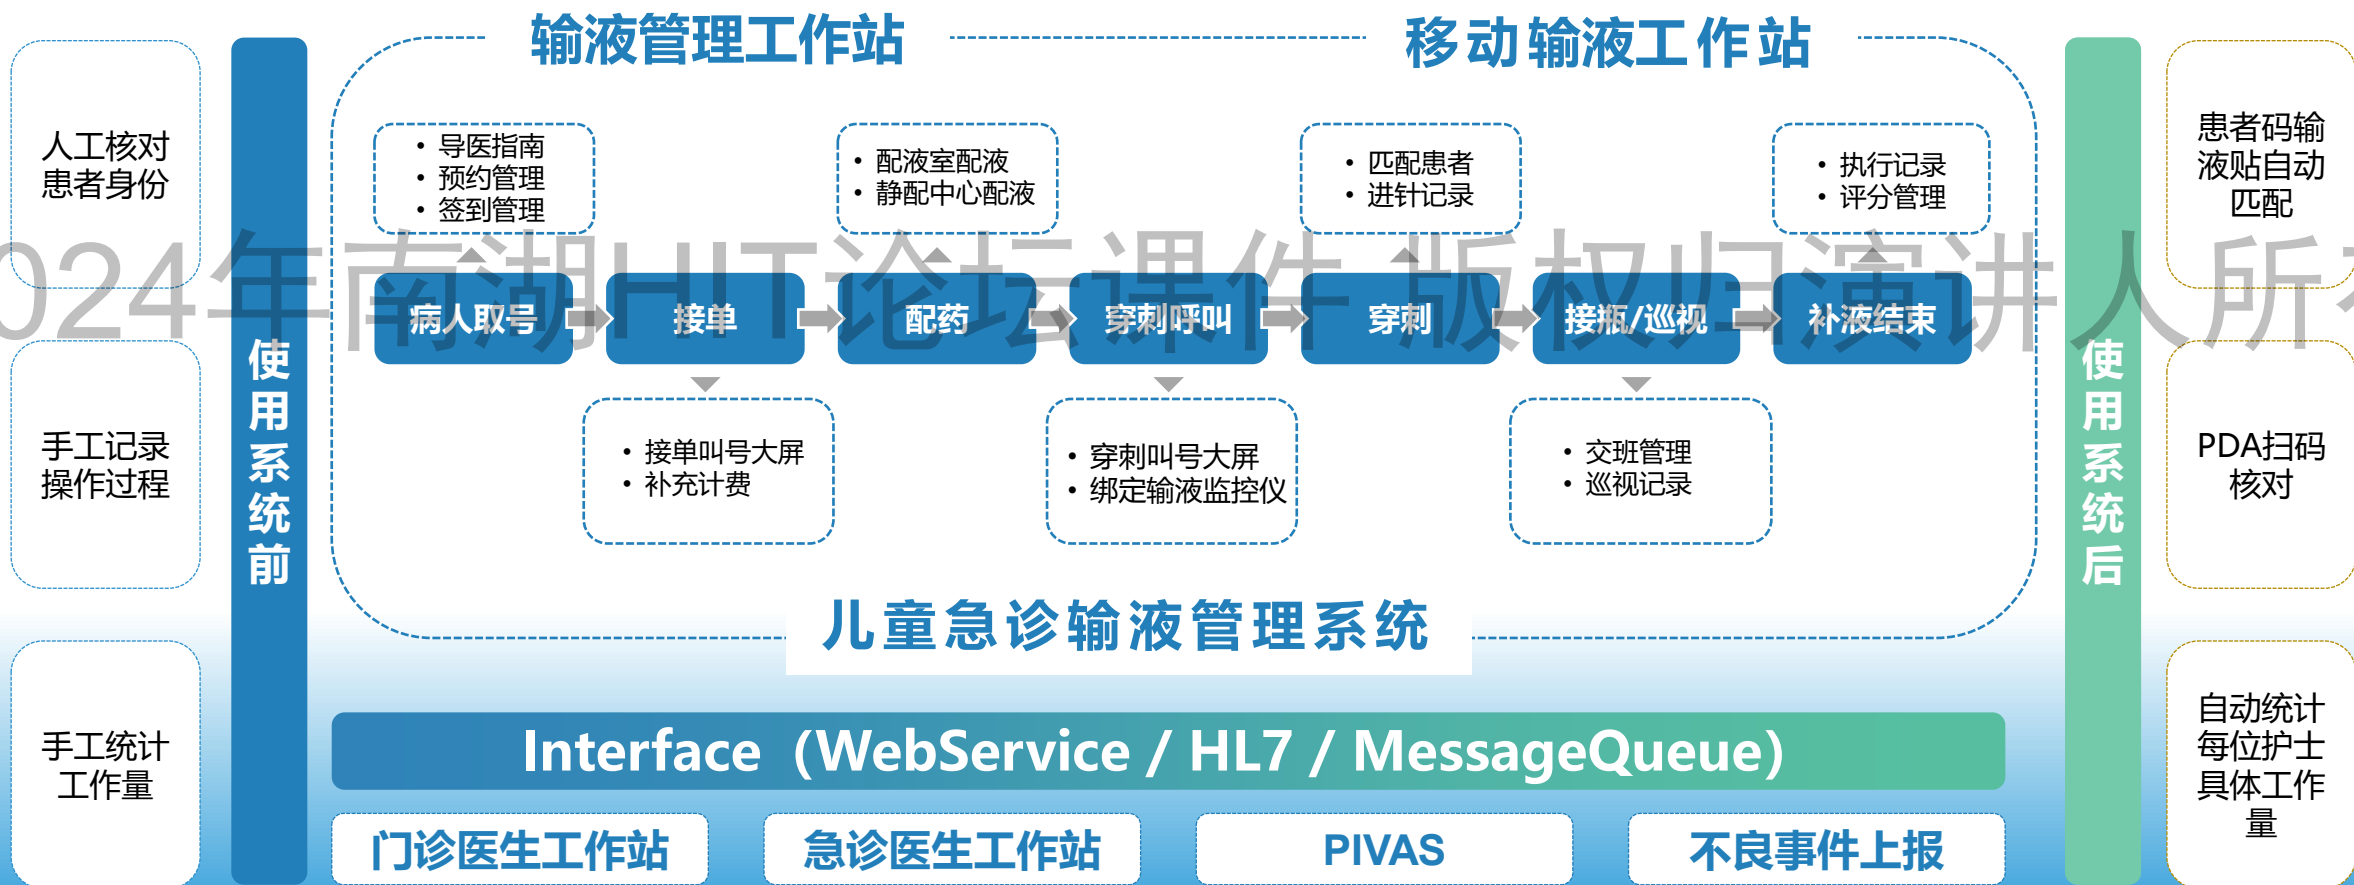 输液管理工作站
移动输液工作站
人工核对
患者身份
手工记录
操作过程
手工统计
工作量
使用系统前
• 导医指南
• 预约管理
• 签到管理
• 配液室配液
• 静配中心配液
• 匹配患者
• 进针记录
• 执行记录
• 评分管理
2024年南湖HIT论坛课件 版权归演讲人所有
病人取号
接单
配药
穿刺呼叫
穿刺
接瓶/巡视
补液结束
• 接单叫号大屏
• 补充计费
• 穿刺叫号大屏
• 绑定输液监控仪
• 交班管理
• 巡视记录
儿童急诊输液管理系统
Interface（WebService / HL7 / MessageQueue）
门诊医生工作站
急诊医生工作站
PIVAS
不良事件上报
使用系统后
患者码输
液贴自动
匹配
PDA扫码
核对
自动统计
每位护士
具体工作
量